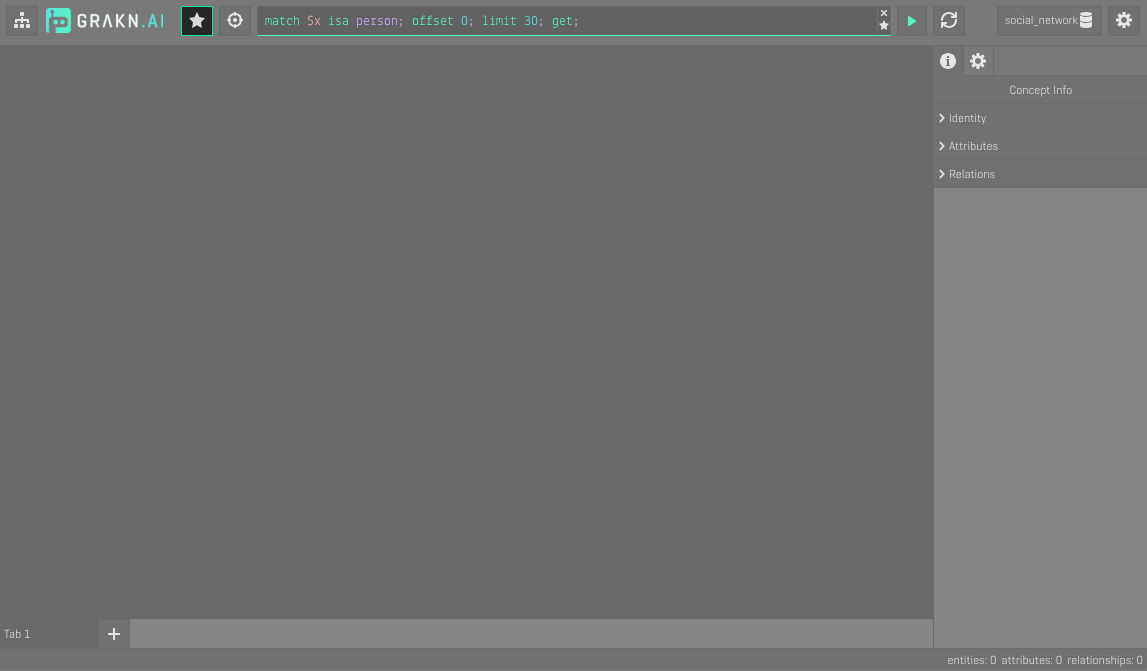 GRAKN.AI
match $x isa person; offset 0; limit 30; get;
social_network
Concept Info
Identity
Attributes
Relations
Tab 1
entities: 0 attributes: 0 relationships: 0